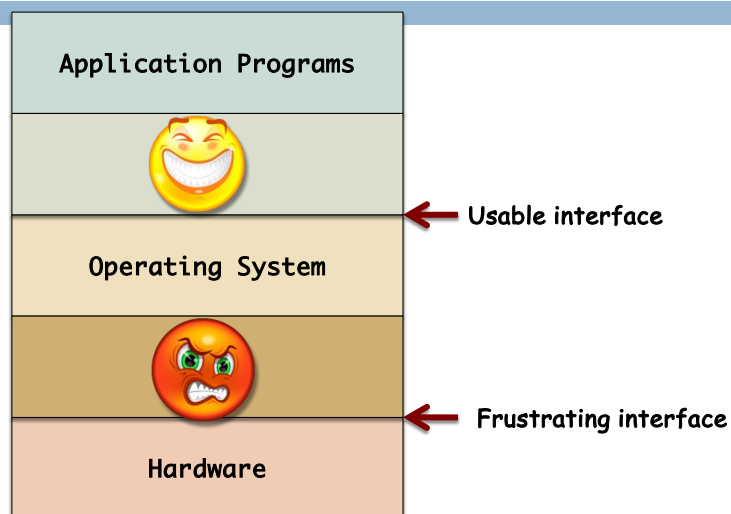 Application Programs
Usable interface
Operating System
Frustrating interface
Hardware